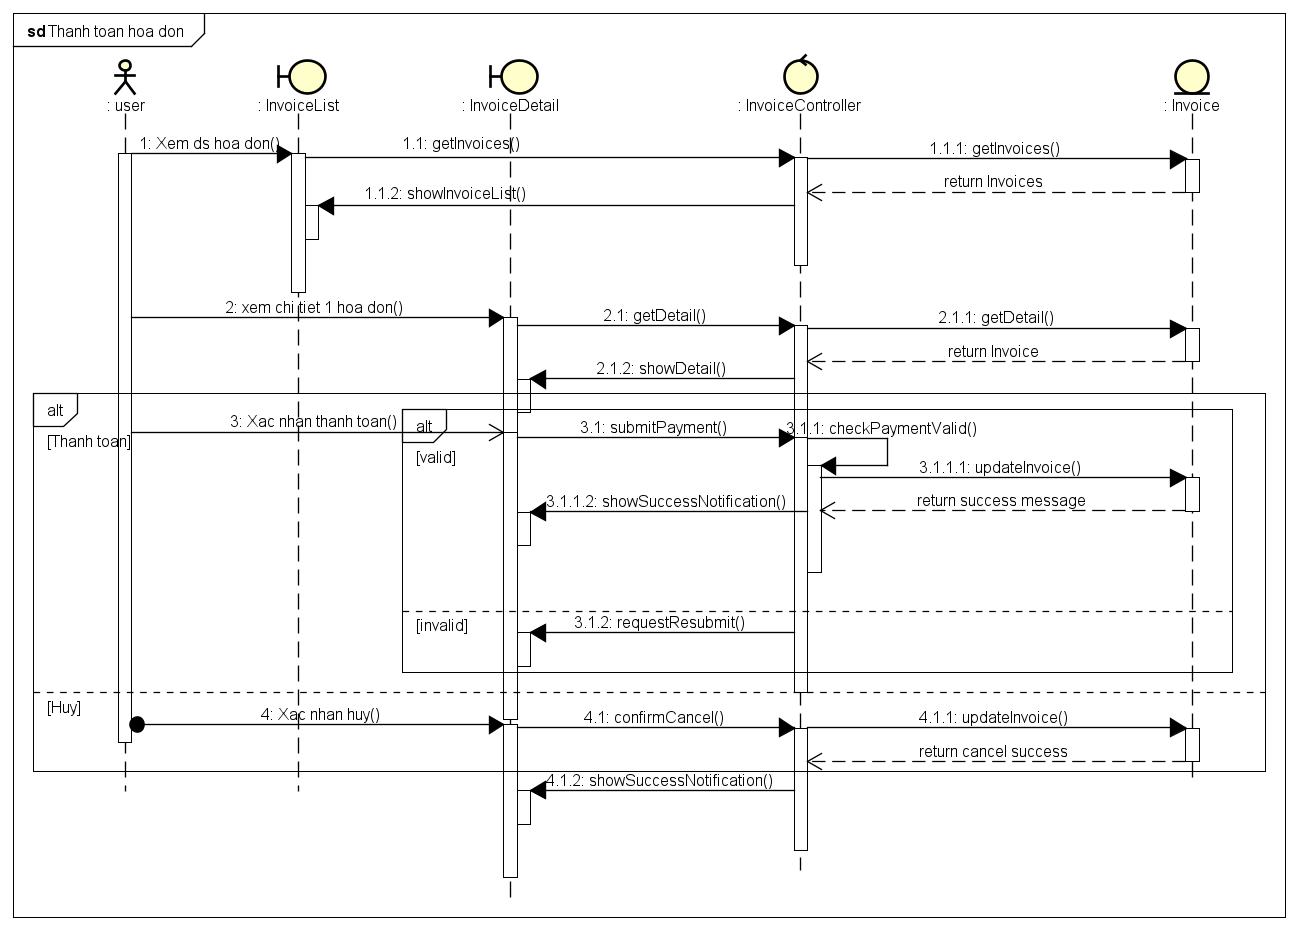 sd Thanh toan hoa don
: user
: InvoiceList
: InvoiceDetail
: InvoiceController
: Invoice
1: Xem ds hoa don()
1.1: getInvoices()
1.1.1: getInvoices()
return Invoices
1.1.2: showInvoiceList()
2: xem chi tiet 1 hoa don()
2.1: getDetail()
2.1.1: getDetail()
return Invoice
2.1.2: showDetail()
alt
[Thanh toan]
3: Xac nhan thanh toan()
alt
[valid]
3.1: submitPayment()
3.1.1: checkPaymentValid()
3.1.1.1: updateInvoice()
return success message
3.1.1.2: showSuccessNotification()
[invalid]
3.1.2: requestResubmit()
[Huy]
4: Xac nhan huy()
4.1: confirmCancel()
4.1.1: updateInvoice()
return cancel success
4.1.2: showSuccessNotification()